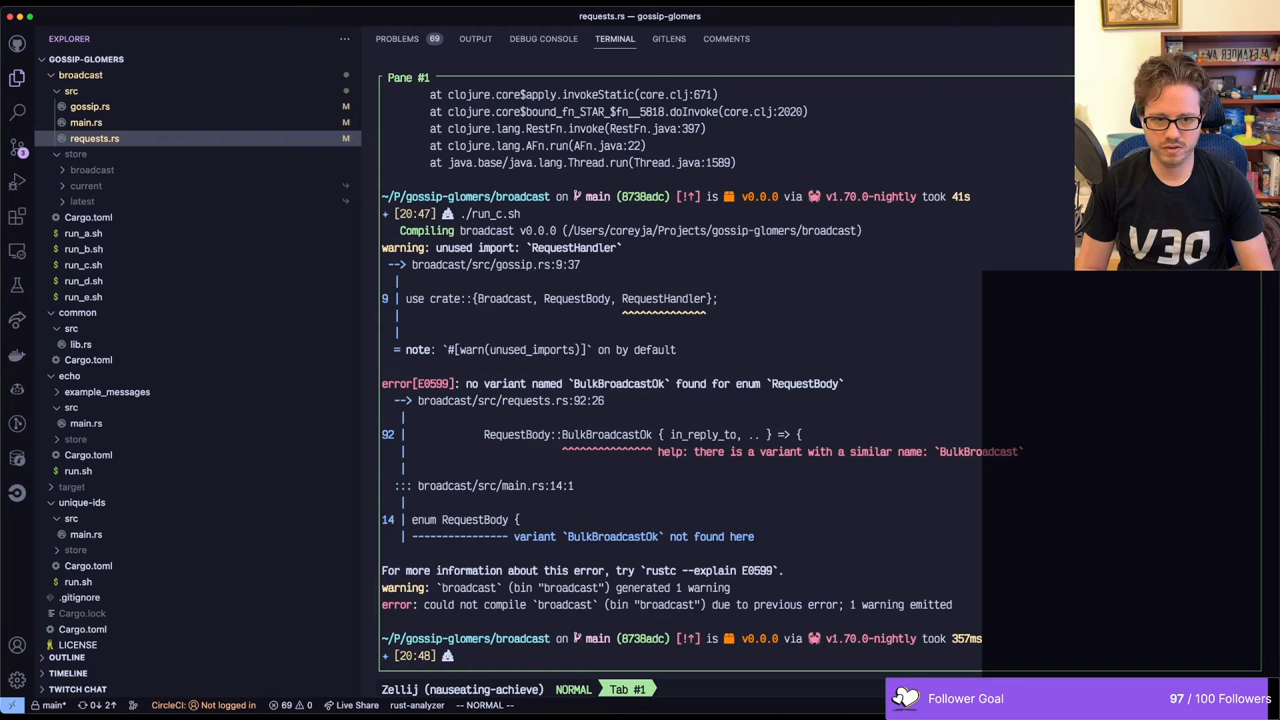 requests.rs — gossip-glomers
EXPLORER
PROBLEMS 69 OUTPUT DEBUG CONSOLE TERMINAL GITLENS COMMENTS
GOSSIP-GLOMERS
broadcast
src
gossip.rs M
main.rs M
requests.rs M
store
broadcast
current
latest
Cargo.toml
$ run_a.sh
$ run_b.sh
$ run_c.sh
$ run_d.sh
$ run_e.sh
common
src
lib.rs
Cargo.toml
echo
example_messages
src
main.rs
store
Cargo.toml
$ run.sh
target
unique-ids
src
main.rs
store
Cargo.toml
$ run.sh
.gitignore
Cargo.lock
Cargo.toml
LICENSE
OUTLINE
TIMELINE
TWITCH CHAT
3
Pane #1
at clojure.core$apply.invokeStatic(core.clj:671)
at clojure.core$bound_fn_STAR_$fn__5818.doInvoke(core.clj:2020)
at clojure.lang.RestFn.invoke(RestFn.java:397)
at clojure.lang.AFn.run(AFn.java:22)
at java.base/java.lang.Thread.run(Thread.java:1589)
~/P/gossip-glomers/broadcast on main (8738adc) [!↑] is v0.0.0 via v1.70.0-nightly took 41s
✦ [20:47] ./run_c.sh
Compiling broadcast v0.0.0 (/Users/coreyja/Projects/gossip-glomers/broadcast)
warning: unused import: `RequestHandler`
--> broadcast/src/gossip.rs:9:37
|
9 | use crate::{Broadcast, RequestBody, RequestHandler};
| ^^^^^^^^^^^^^^
|
= note: `#[warn(unused_imports)]` on by default
error[E0599]: no variant named `BulkBroadcastOk` found for enum `RequestBody`
--> broadcast/src/requests.rs:92:26
|
92 | RequestBody::BulkBroadcastOk { in_reply_to, .. } => {
| ^^^^^^^^^^^^^^^ help: there is a variant with a similar name: `BulkBroadcast`
|
::: broadcast/src/main.rs:14:1
|
14 | enum RequestBody {
| ---------------- variant `BulkBroadcastOk` not found here
For more information about this error, try `rustc --explain E0599`.
warning: `broadcast` (bin "broadcast") generated 1 warning
error: could not compile `broadcast` (bin "broadcast") due to previous error; 1 warning emitted
~/P/gossip-glomers/broadcast on main (8738adc) [!↑] is v0.0.0 via v1.70.0-nightly took 357ms
✦ [20:48]
Zellij (nauseating-achieve) NORMAL Tab #1
main* 0↓ 2↑ CircleCI: Not logged in 69 0 Live Share rust-analyzer -- NORMAL --
Follower Goal 97 / 100 Followers
DEV